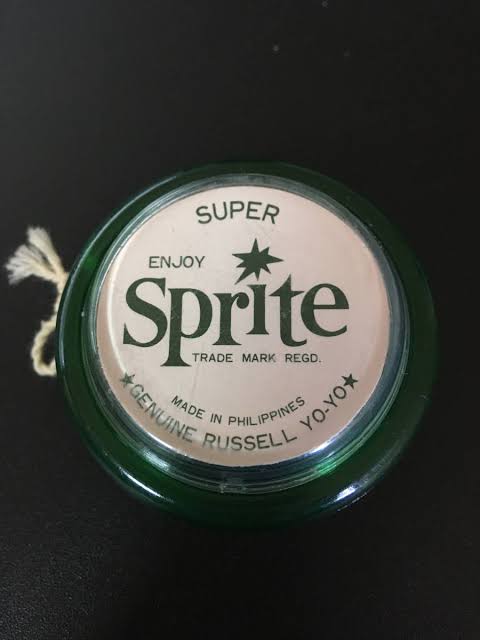 SUPER
ENJOY
Sprite
TRADE MARK REGD.
MADE IN PHILIPPINES
★GENUINE RUSSELL YO-YO★